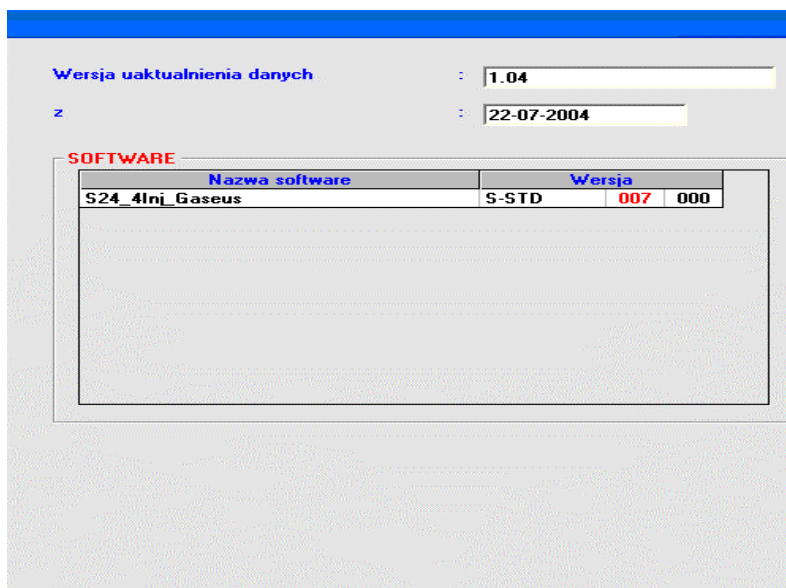 Wersja uaktualnienia danych : 1.04
z : 22-07-2004
SOFTWARE
Nazwa software Wersja
S24_4Inj_Gaseus S-STD 007 000